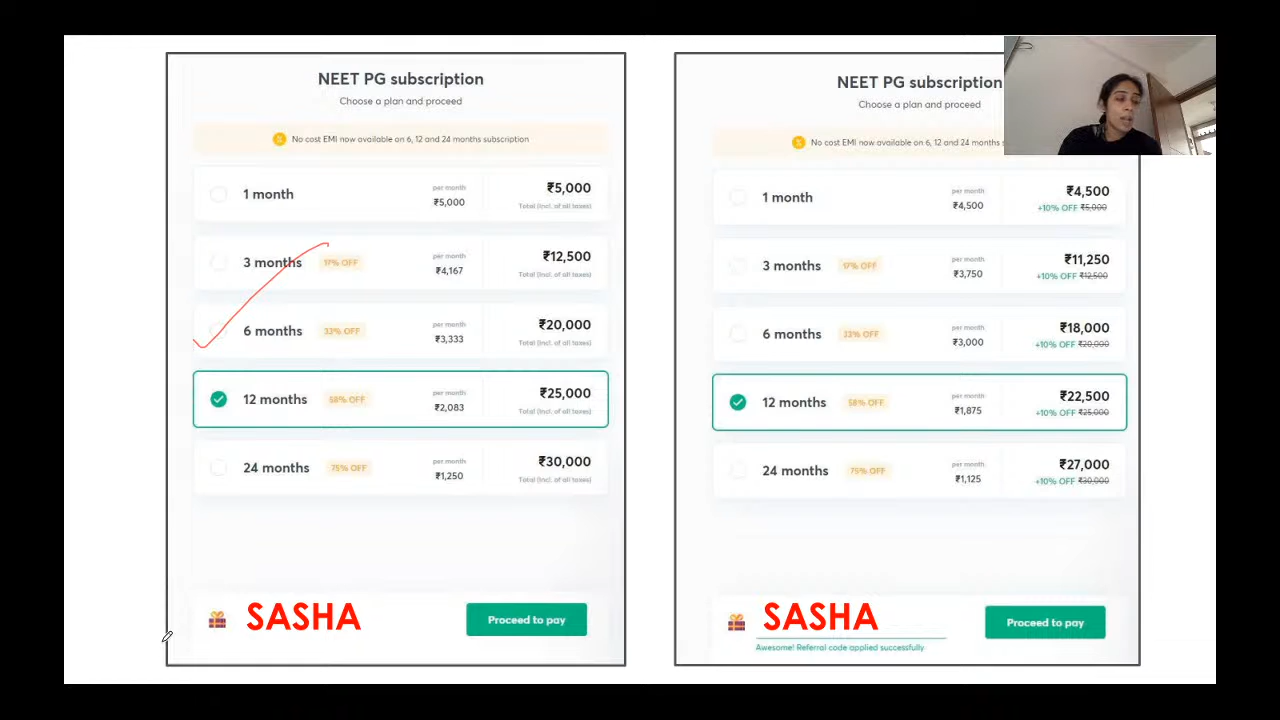 NEET PG subscription
Choose a plan and proceed
No cost EMI now available on 6, 12 and 24 months subscription
1 month per month ₹5,000 ₹5,000 Total (Incl. of all taxes)
3 months 17% OFF per month ₹4,167 ₹12,500 Total (Incl. of all taxes)
6 months 33% OFF per month ₹3,333 ₹20,000 Total (Incl. of all taxes)
12 months 58% OFF per month ₹2,083 ₹25,000 Total (Incl. of all taxes)
24 months 75% OFF per month ₹1,250 ₹30,000 Total (Incl. of all taxes)
SASHA Proceed to pay
NEET PG subscription
Choose a plan and proceed
No cost EMI now available on 6, 12 and 24 months
1 month per month ₹4,500 ₹4,500 +10% OFF ₹5,000
3 months 17% OFF per month ₹3,750 ₹11,250 +10% OFF ₹12,500
6 months 33% OFF per month ₹3,000 ₹18,000 +10% OFF ₹20,000
12 months 58% OFF per month ₹1,875 ₹22,500 +10% OFF ₹25,000
24 months 75% OFF per month ₹1,125 ₹27,000 +10% OFF ₹30,000
SASHA Proceed to pay
Awesome! Referral code applied successfully